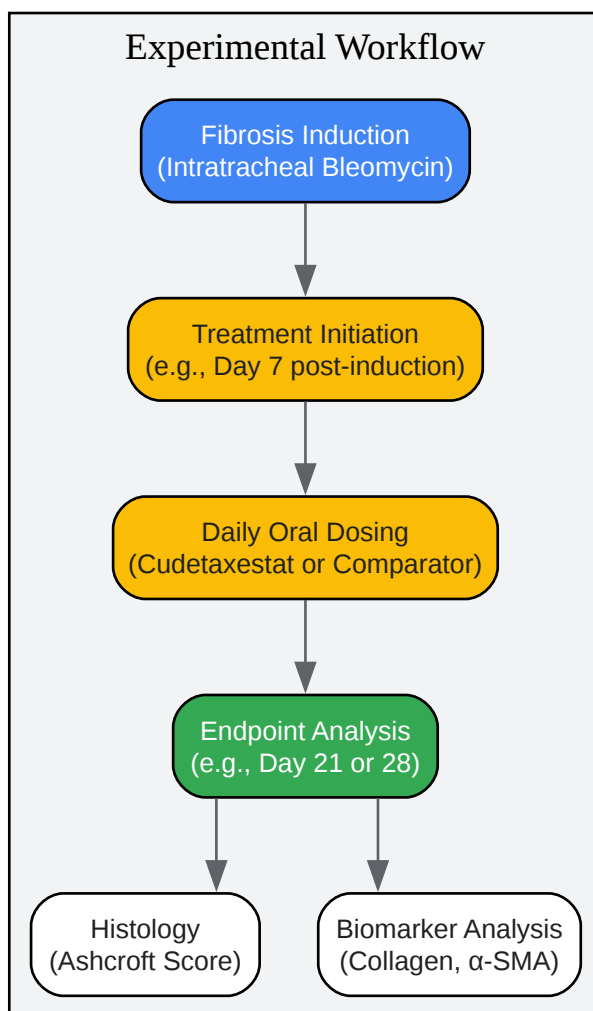 Experimental Workflow
Fibrosis Induction
(Intratracheal Bleomycin)
Treatment Initiation
(e.g., Day 7 post-induction)
Daily Oral Dosing
(Cudetaxestat or Comparator)
Endpoint Analysis
(e.g., Day 21 or 28)
Histology
(Ashcroft Score)
Biomarker Analysis
(Collagen, α-SMA)